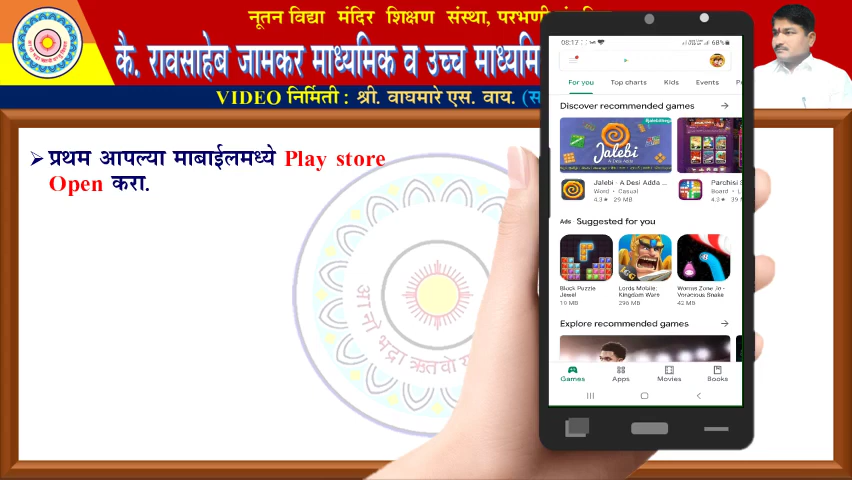 नूतन विद्या मंदिर शिक्षण संस्था, परभणी
कै. रावसाहेब जामकर माध्यमिक व उच्च माध्यमि
VIDEO निर्मिती : श्री. वाघमारे एस. वाय. (स
प्रथम आपल्या माबाईलमध्ये Play store
Open करा.
आ नो भद्रा ऋतवो य
08:17
68%
For you Top charts Kids Events P
Discover recommended games
Jalebi
Jalebi - A Desi Adda ...
Word • Casual
4.3★ 29 MB
Parchisi S
Board • L
4.3★ 39 M
Ads Suggested for you
Block Puzzle
Jewel
19 MB
Lords Mobile:
Kingdom Wars
296 MB
Worms Zone .io -
Voracious Snake
42 MB
Explore recommended games
Games Apps Movies Books